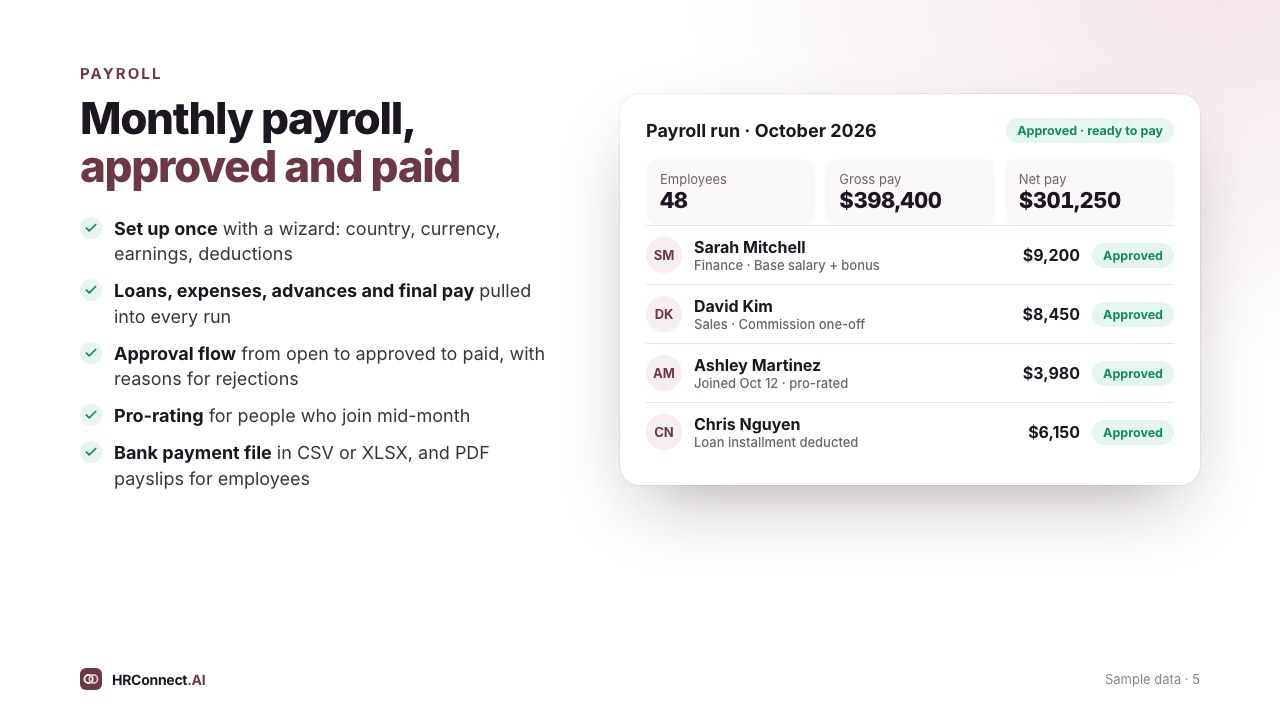 PAYROLL
Monthly payroll,
approved and paid
Set up once with a wizard: country, currency,
earnings, deductions
Loans, expenses, advances and final pay pulled
into every run
Approval flow from open to approved to paid, with
reasons for rejections
Pro-rating for people who join mid-month
Bank payment file in CSV or XLSX, and PDF
payslips for employees
Payroll run · October 2026
Approved · ready to pay
Employees
48
Gross pay
$398,400
Net pay
$301,250
SM
Sarah Mitchell
Finance · Base salary + bonus
$9,200
Approved
DK
David Kim
Sales · Commission one-off
$8,450
Approved
AM
Ashley Martinez
Joined Oct 12 · pro-rated
$3,980
Approved
CN
Chris Nguyen
Loan installment deducted
$6,150
Approved
HRConnect.AI
Sample data · 5